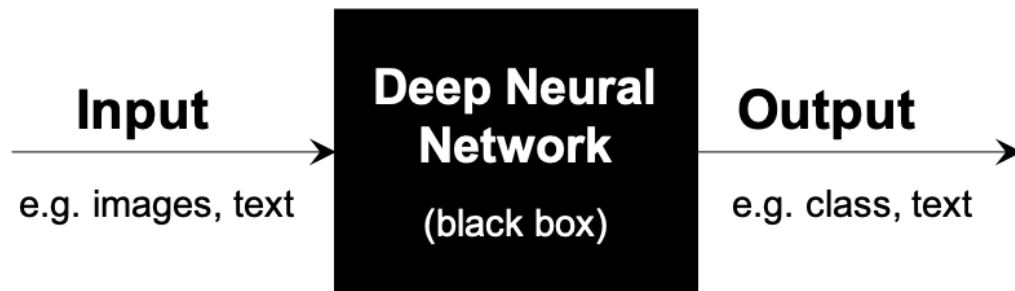 Input
e.g. images, text
Deep Neural
Network
(black box)
Output
e.g. class, text